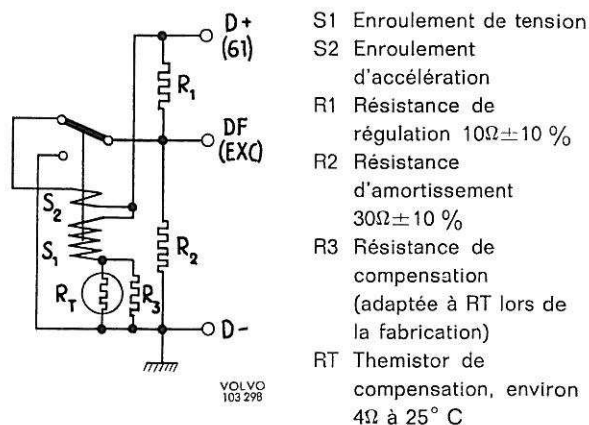 D+
(61)
R1
DF
(EXC)
S2
S1
R2
RT
R3
D-
VOLVO
103 298
S1 Enroulement de tension
S2 Enroulement
d'accélération
R1 Résistance de
régulation 10Ω±10 %
R2 Résistance
d'amortissement
30Ω±10 %
R3 Résistance de
compensation
(adaptée à RT lors de
la fabrication)
RT Themistor de
compensation, environ
4Ω à 25° C